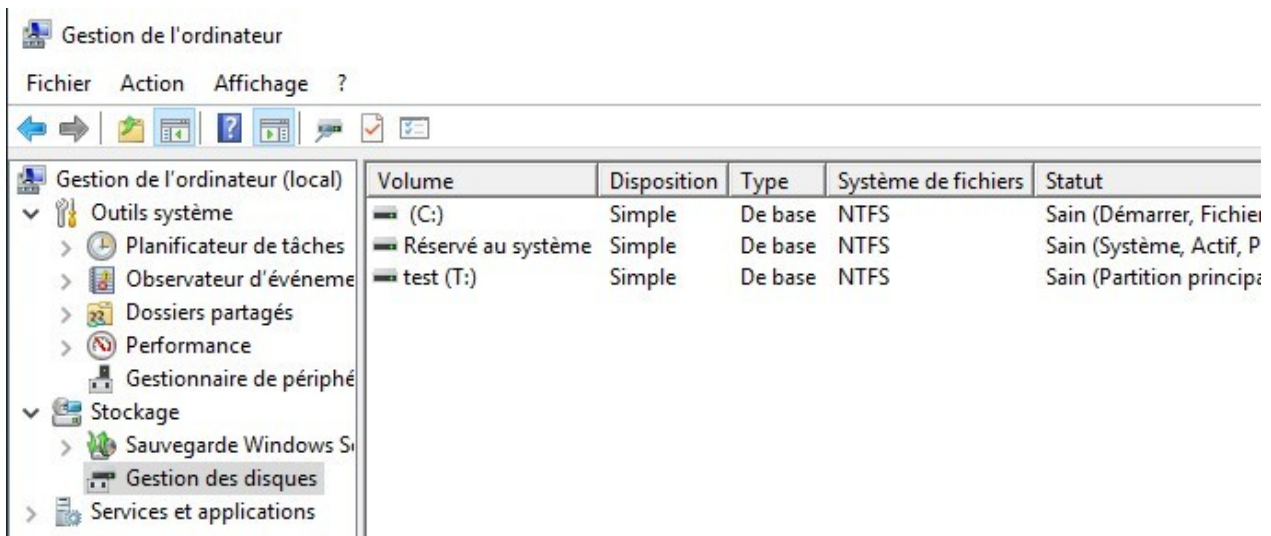 Gestion de l'ordinateur
Fichier Action Affichage ?
Gestion de l'ordinateur (local)
Outils système
Planificateur de tâches
Observateur d'événeme
Dossiers partagés
Performance
Gestionnaire de périphé
Stockage
Sauvegarde Windows Se
Gestion des disques
Services et applications
Volume Disposition Type Système de fichiers Statut
(C:) Simple De base NTFS Sain (Démarrer, Fichier
Réservé au système Simple De base NTFS Sain (Système, Actif, P
test (T:) Simple De base NTFS Sain (Partition principa